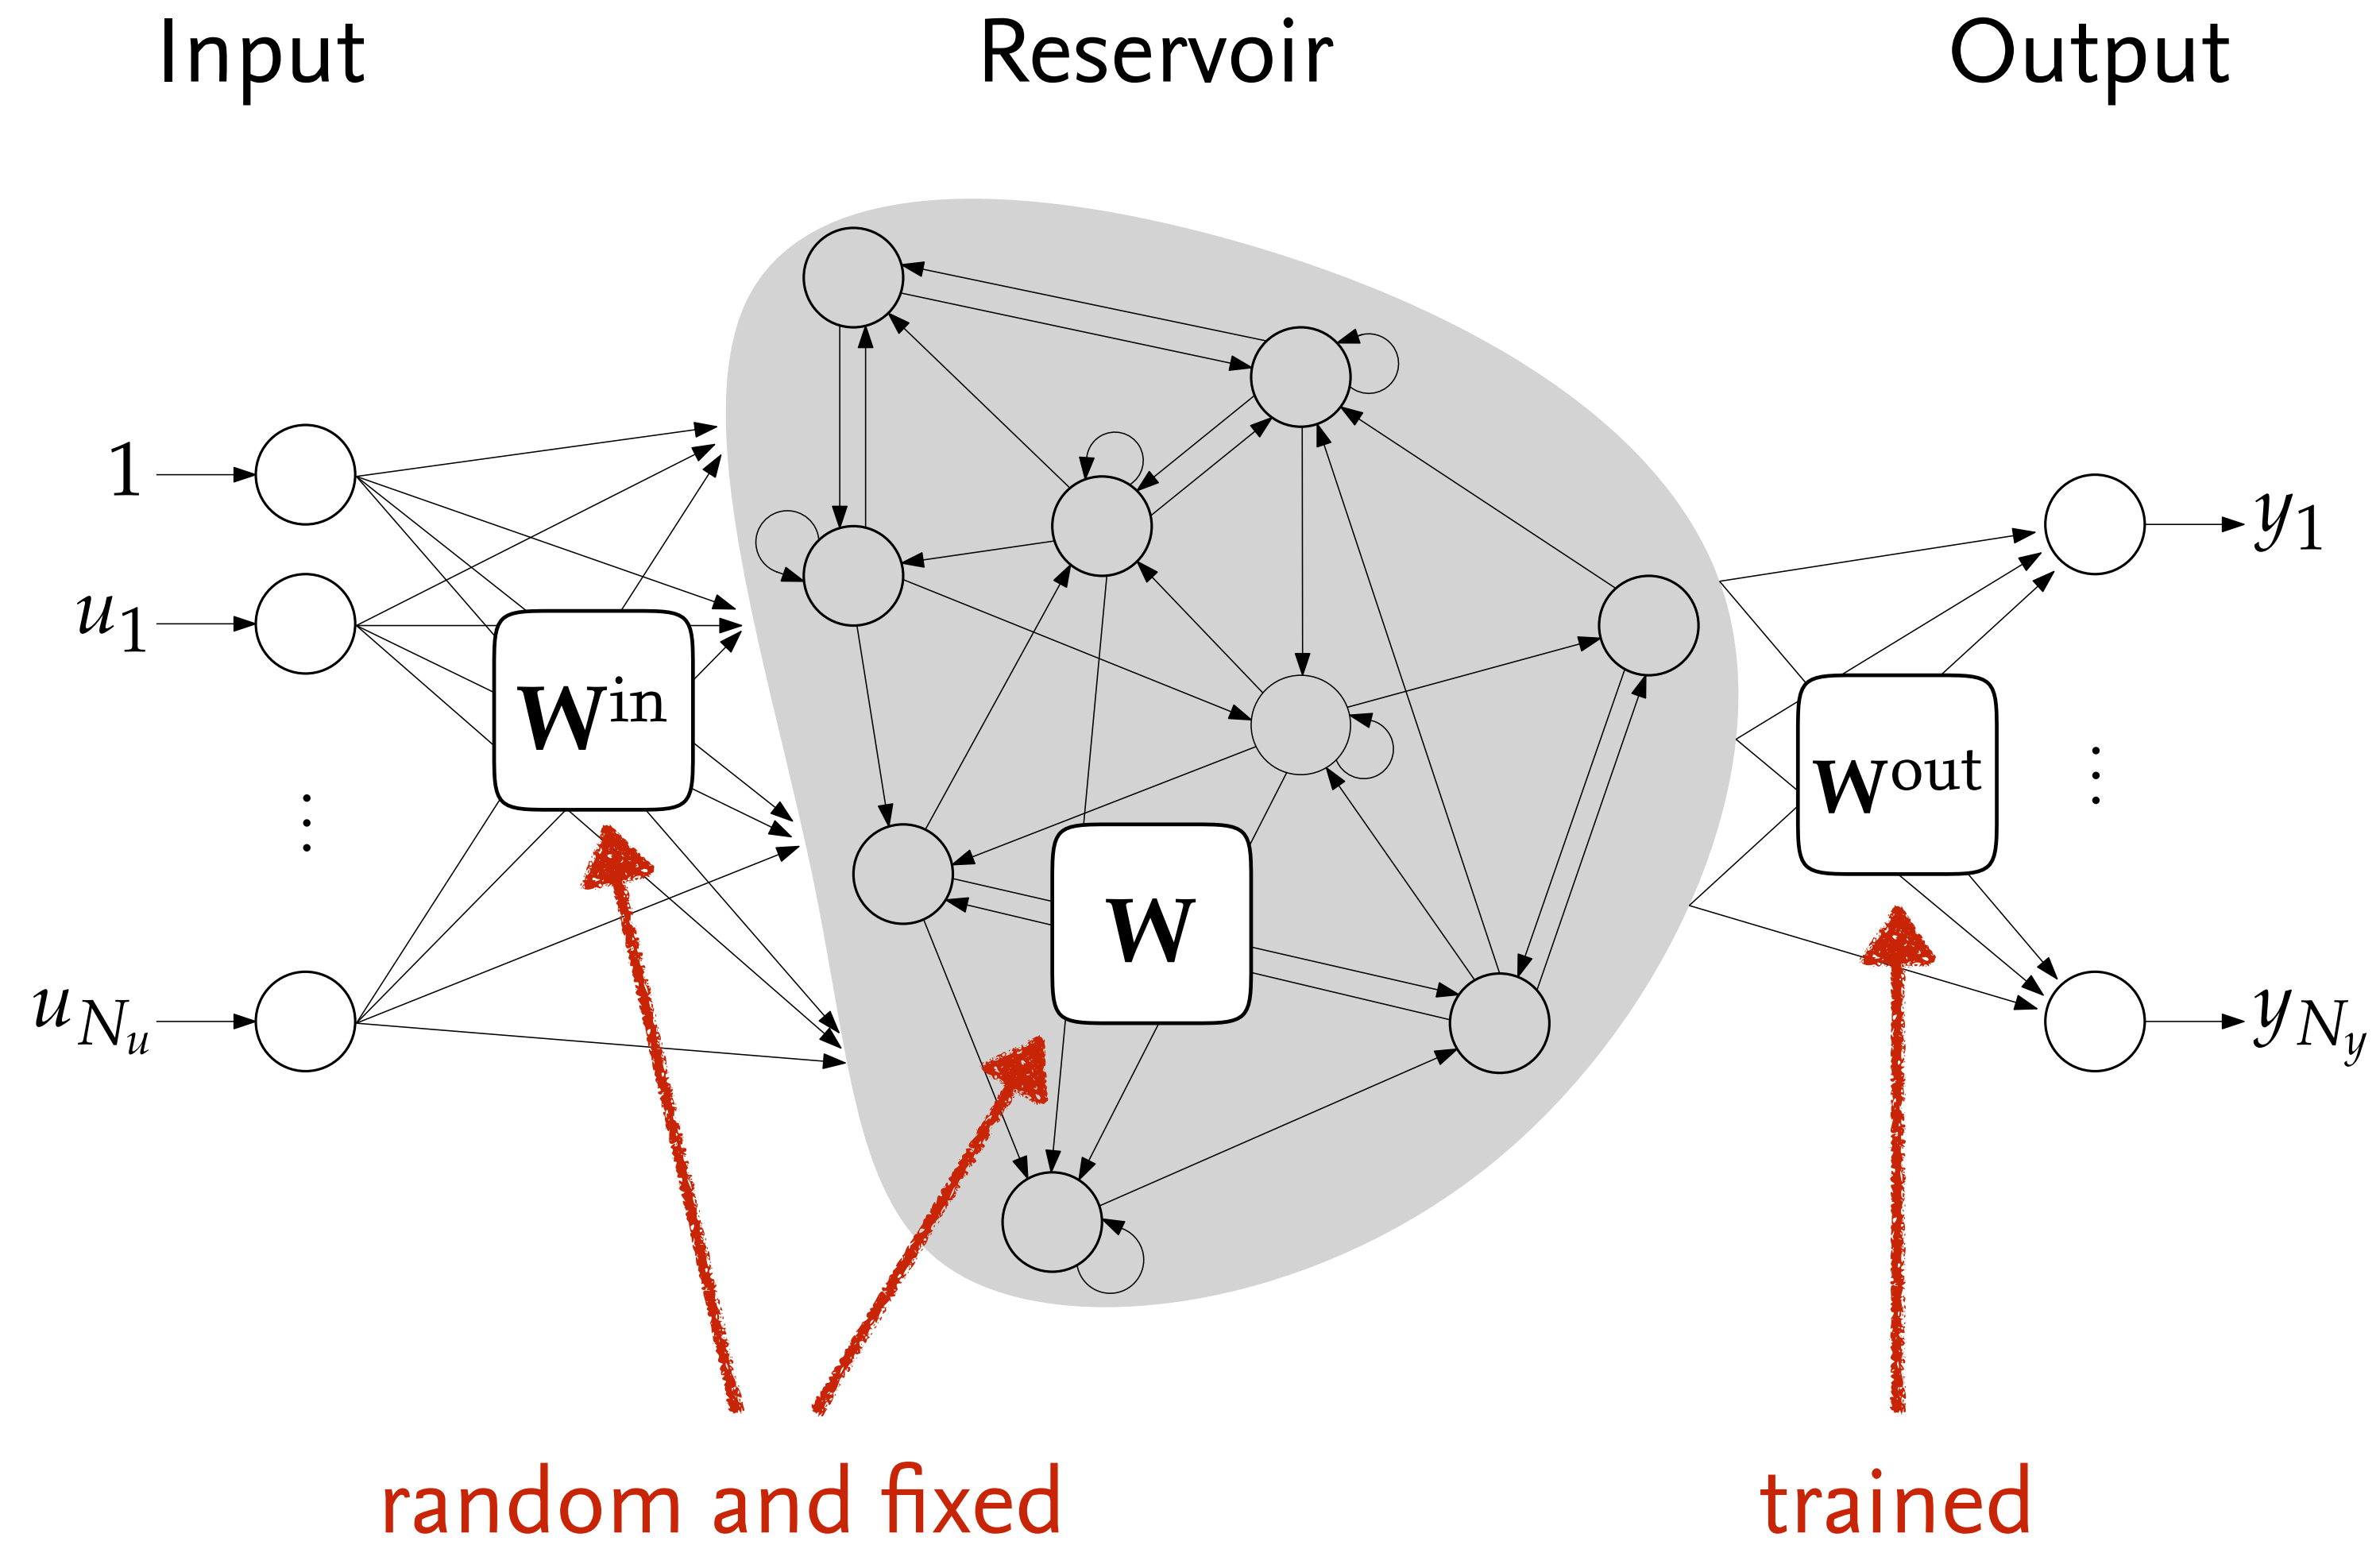 Input Reservoir Output
1
u1
⋮
uNu
Win
W
Wout
y1
⋮
yNy
random and fixed
trained